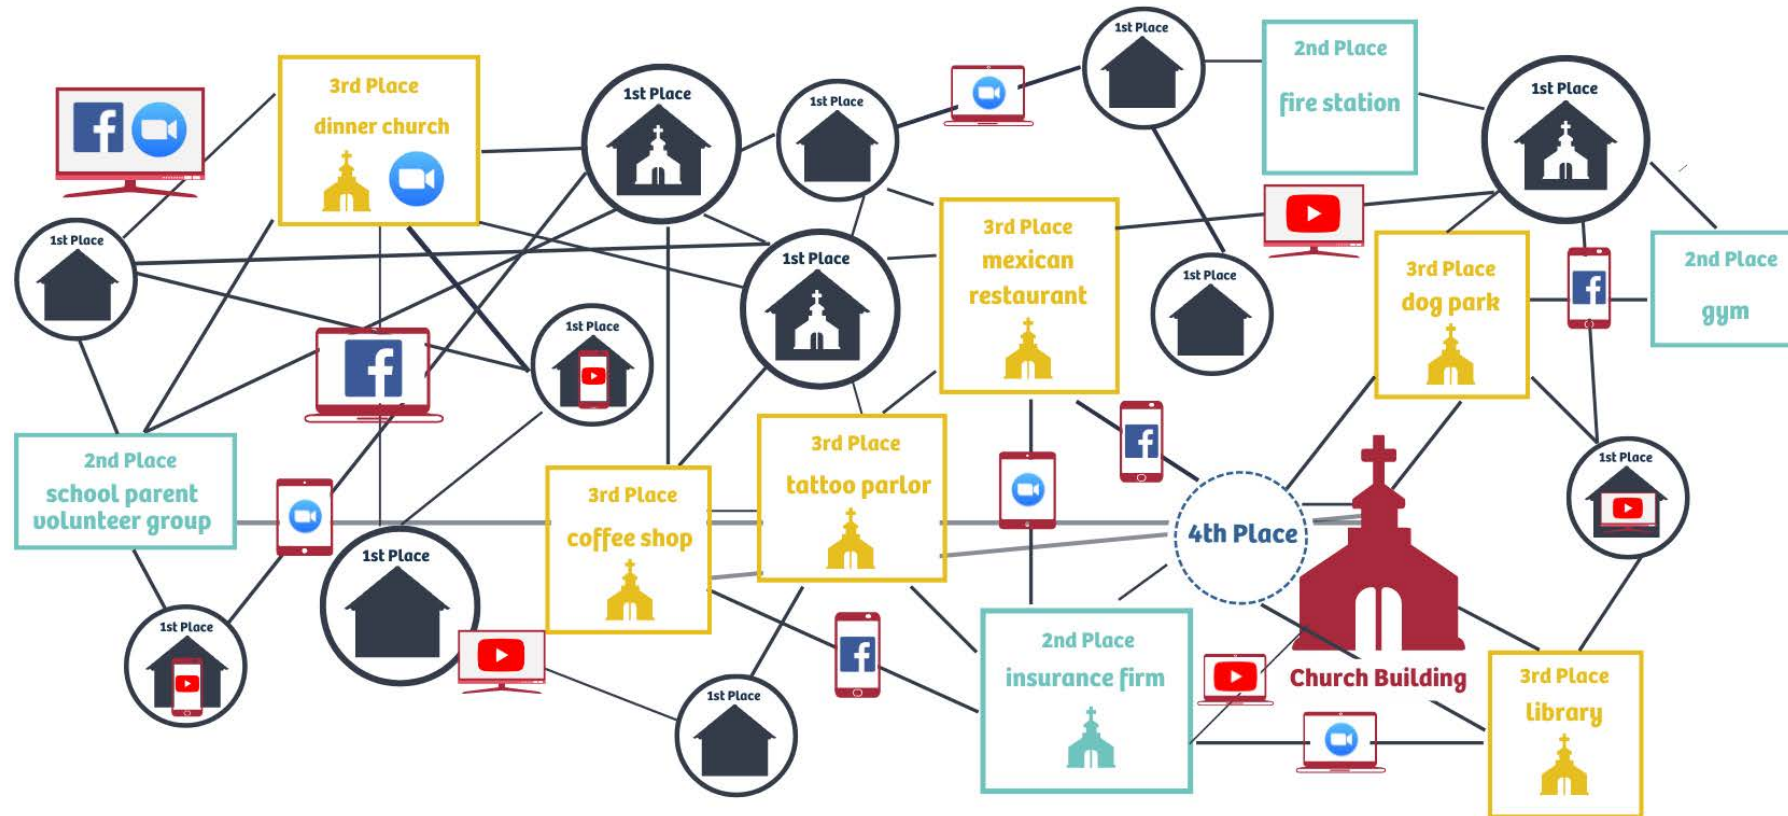 1st Place
2nd Place
fire station
3rd Place
dinner church
1st Place
1st Place
1st Place
1st Place
3rd Place
mexican
restaurant
1st Place
1st Place
3rd Place
dog park
2nd Place
gym
1st Place
2nd Place
school parent
volunteer group
3rd Place
coffee shop
3rd Place
tattoo parlor
4th Place
1st Place
1st Place
1st Place
1st Place
2nd Place
insurance firm
Church Building
3rd Place
library